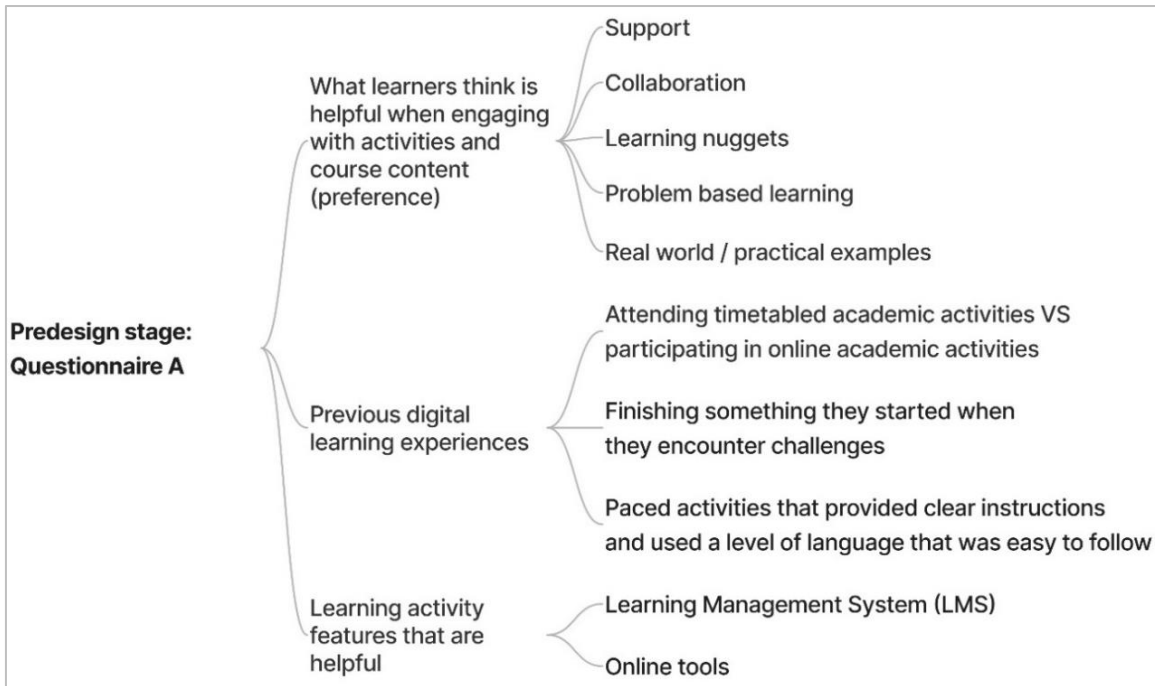 Predesign stage:
Questionnaire A
What learners think is
helpful when engaging
with activities and
course content
(preference)
Support
Collaboration
Learning nuggets
Problem based learning
Real world / practical examples
Previous digital
learning experiences
Attending timetabled academic activities VS
participating in online academic activities
Finishing something they started when
they encounter challenges
Paced activities that provided clear instructions
and used a level of language that was easy to follow
Learning activity
features that are
helpful
Learning Management System (LMS)
Online tools